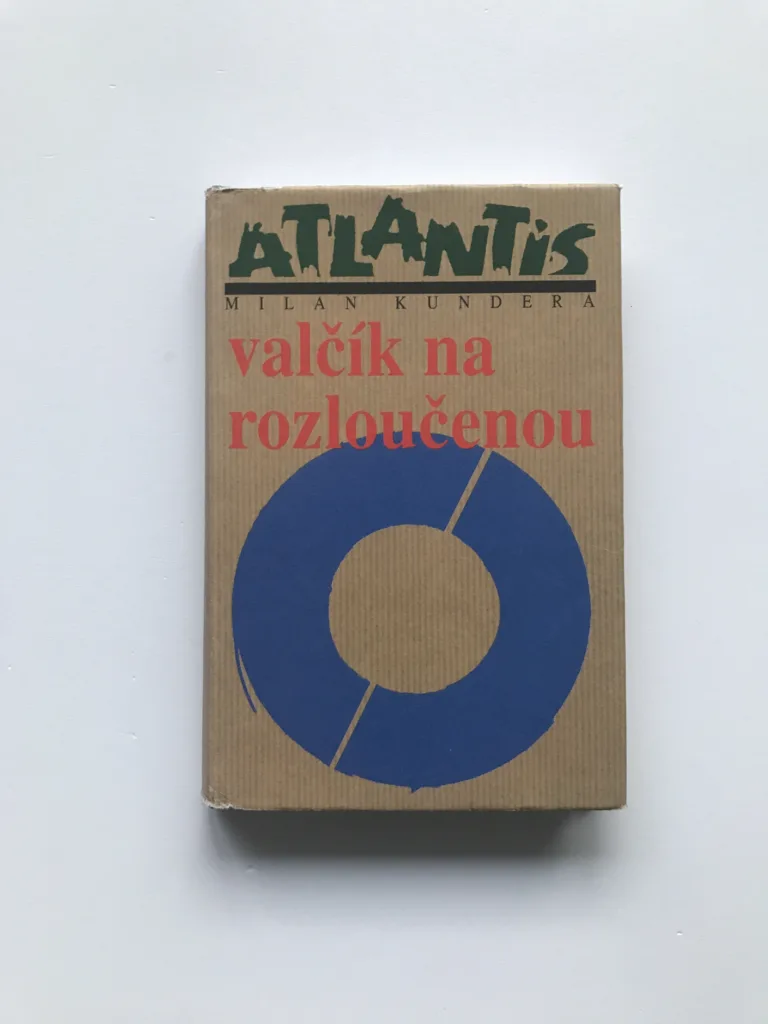 ATLANTiS
MILAN KUNDERA
valčík na
rozloučenou